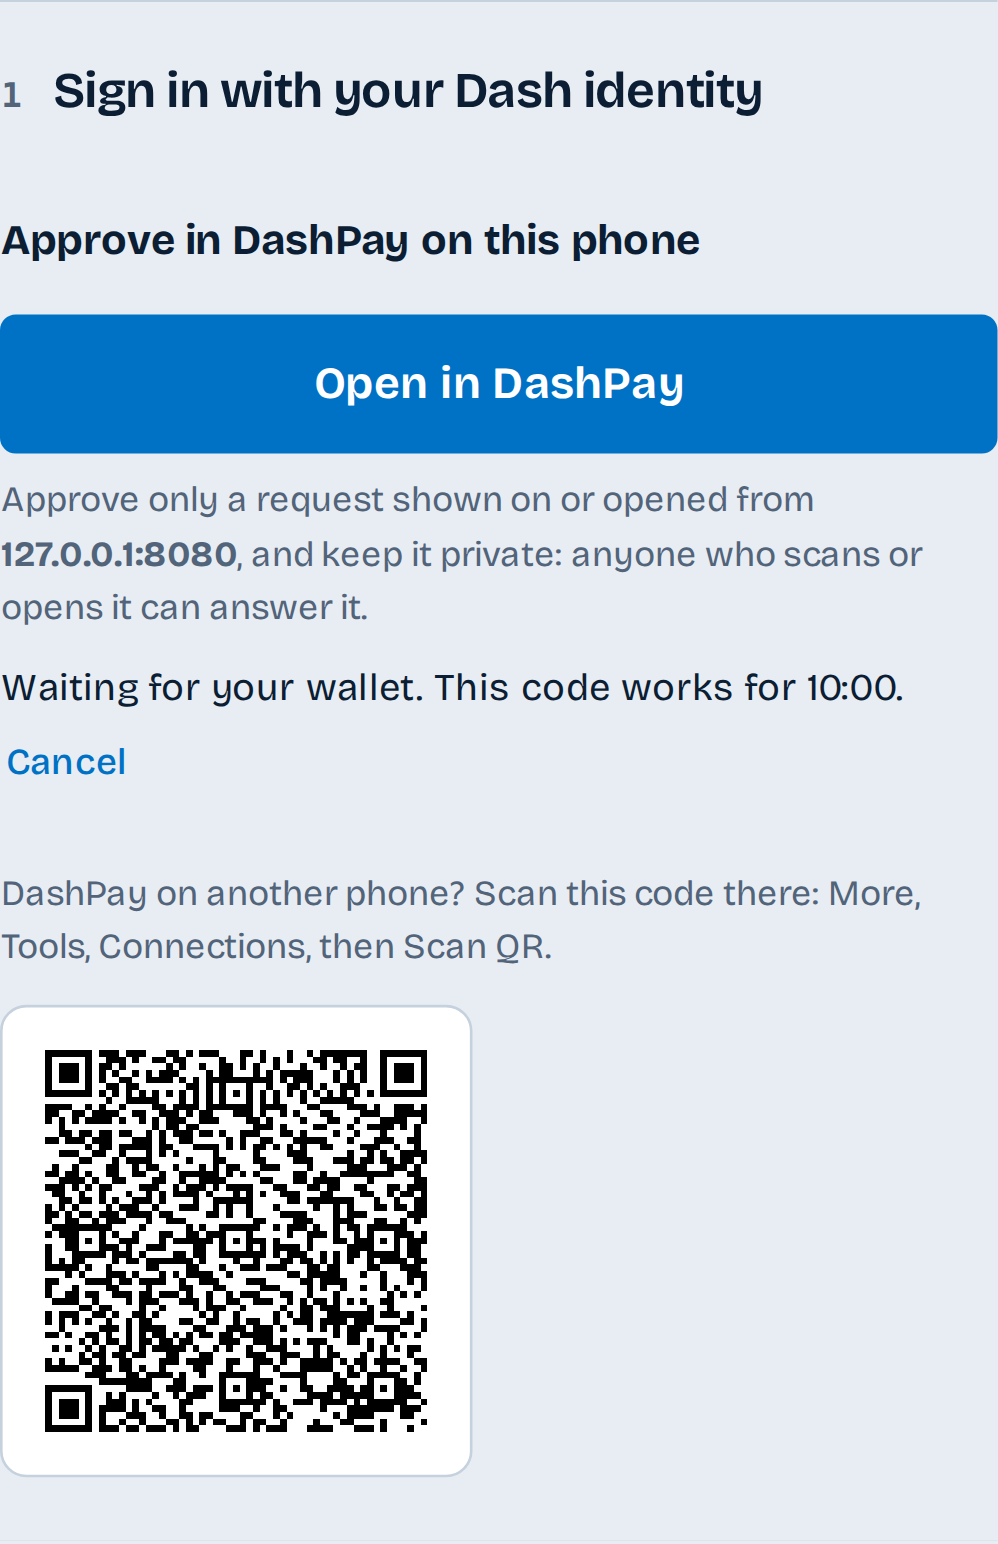 1 Sign in with your Dash identity
Approve in DashPay on this phone
Open in DashPay
Approve only a request shown on or opened from
127.0.0.1:8080, and keep it private: anyone who scans or
opens it can answer it.
Waiting for your wallet. This code works for 10:00.
Cancel
DashPay on another phone? Scan this code there: More,
Tools, Connections, then Scan QR.